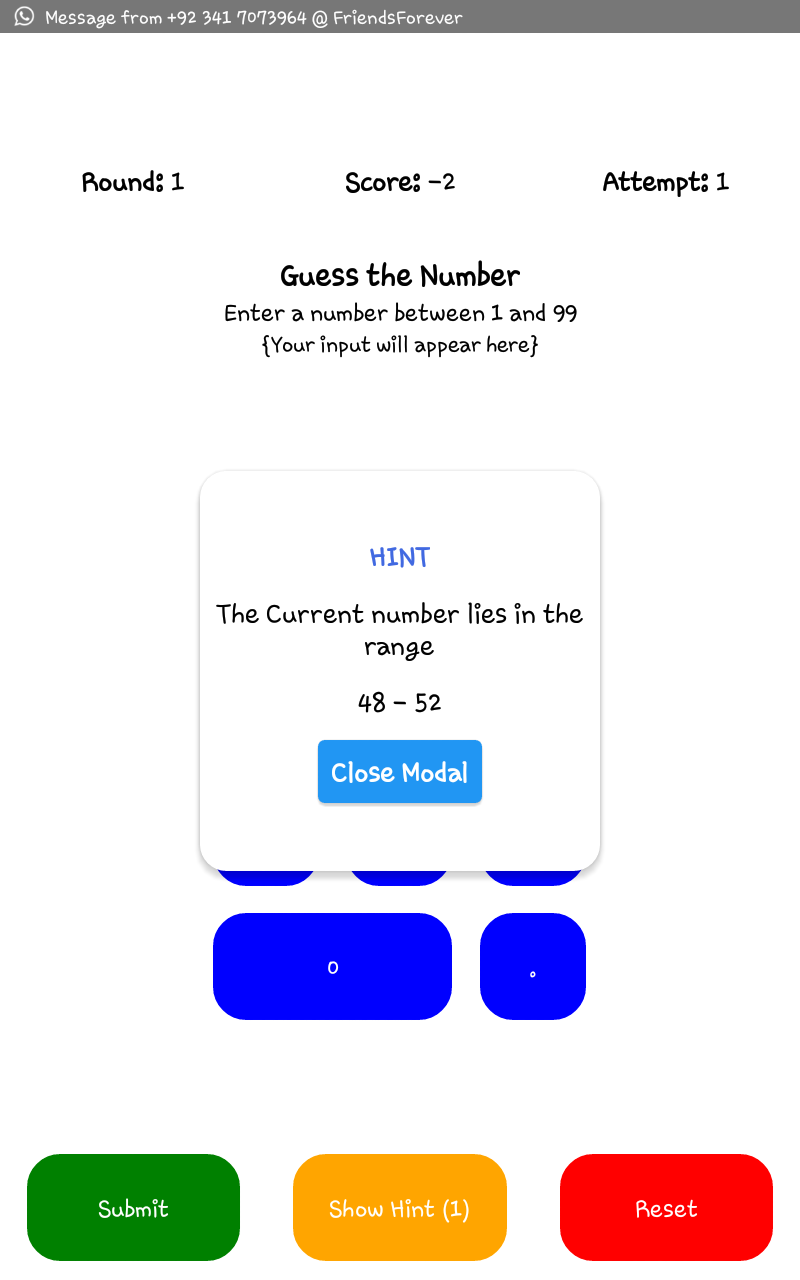 Message from +92 341 7073964 @ FriendsForever
Round: 1 Score: -2 Attempt: 1
Guess the Number
Enter a number between 1 and 99
{Your input will appear here}
HINT
The Current number lies in the
range
48 - 52
Close Modal
0 .
Submit Show Hint (1) Reset